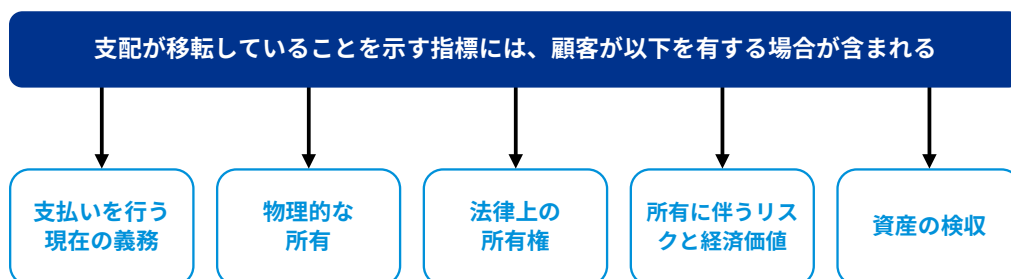 支配が移転していることを示す指標には、顧客が以下を有する場合が含まれる
支払いを行う
現在の義務
物理的な
所有
法律上の
所有権
所有に伴うリス
クと経済価値
資産の検収